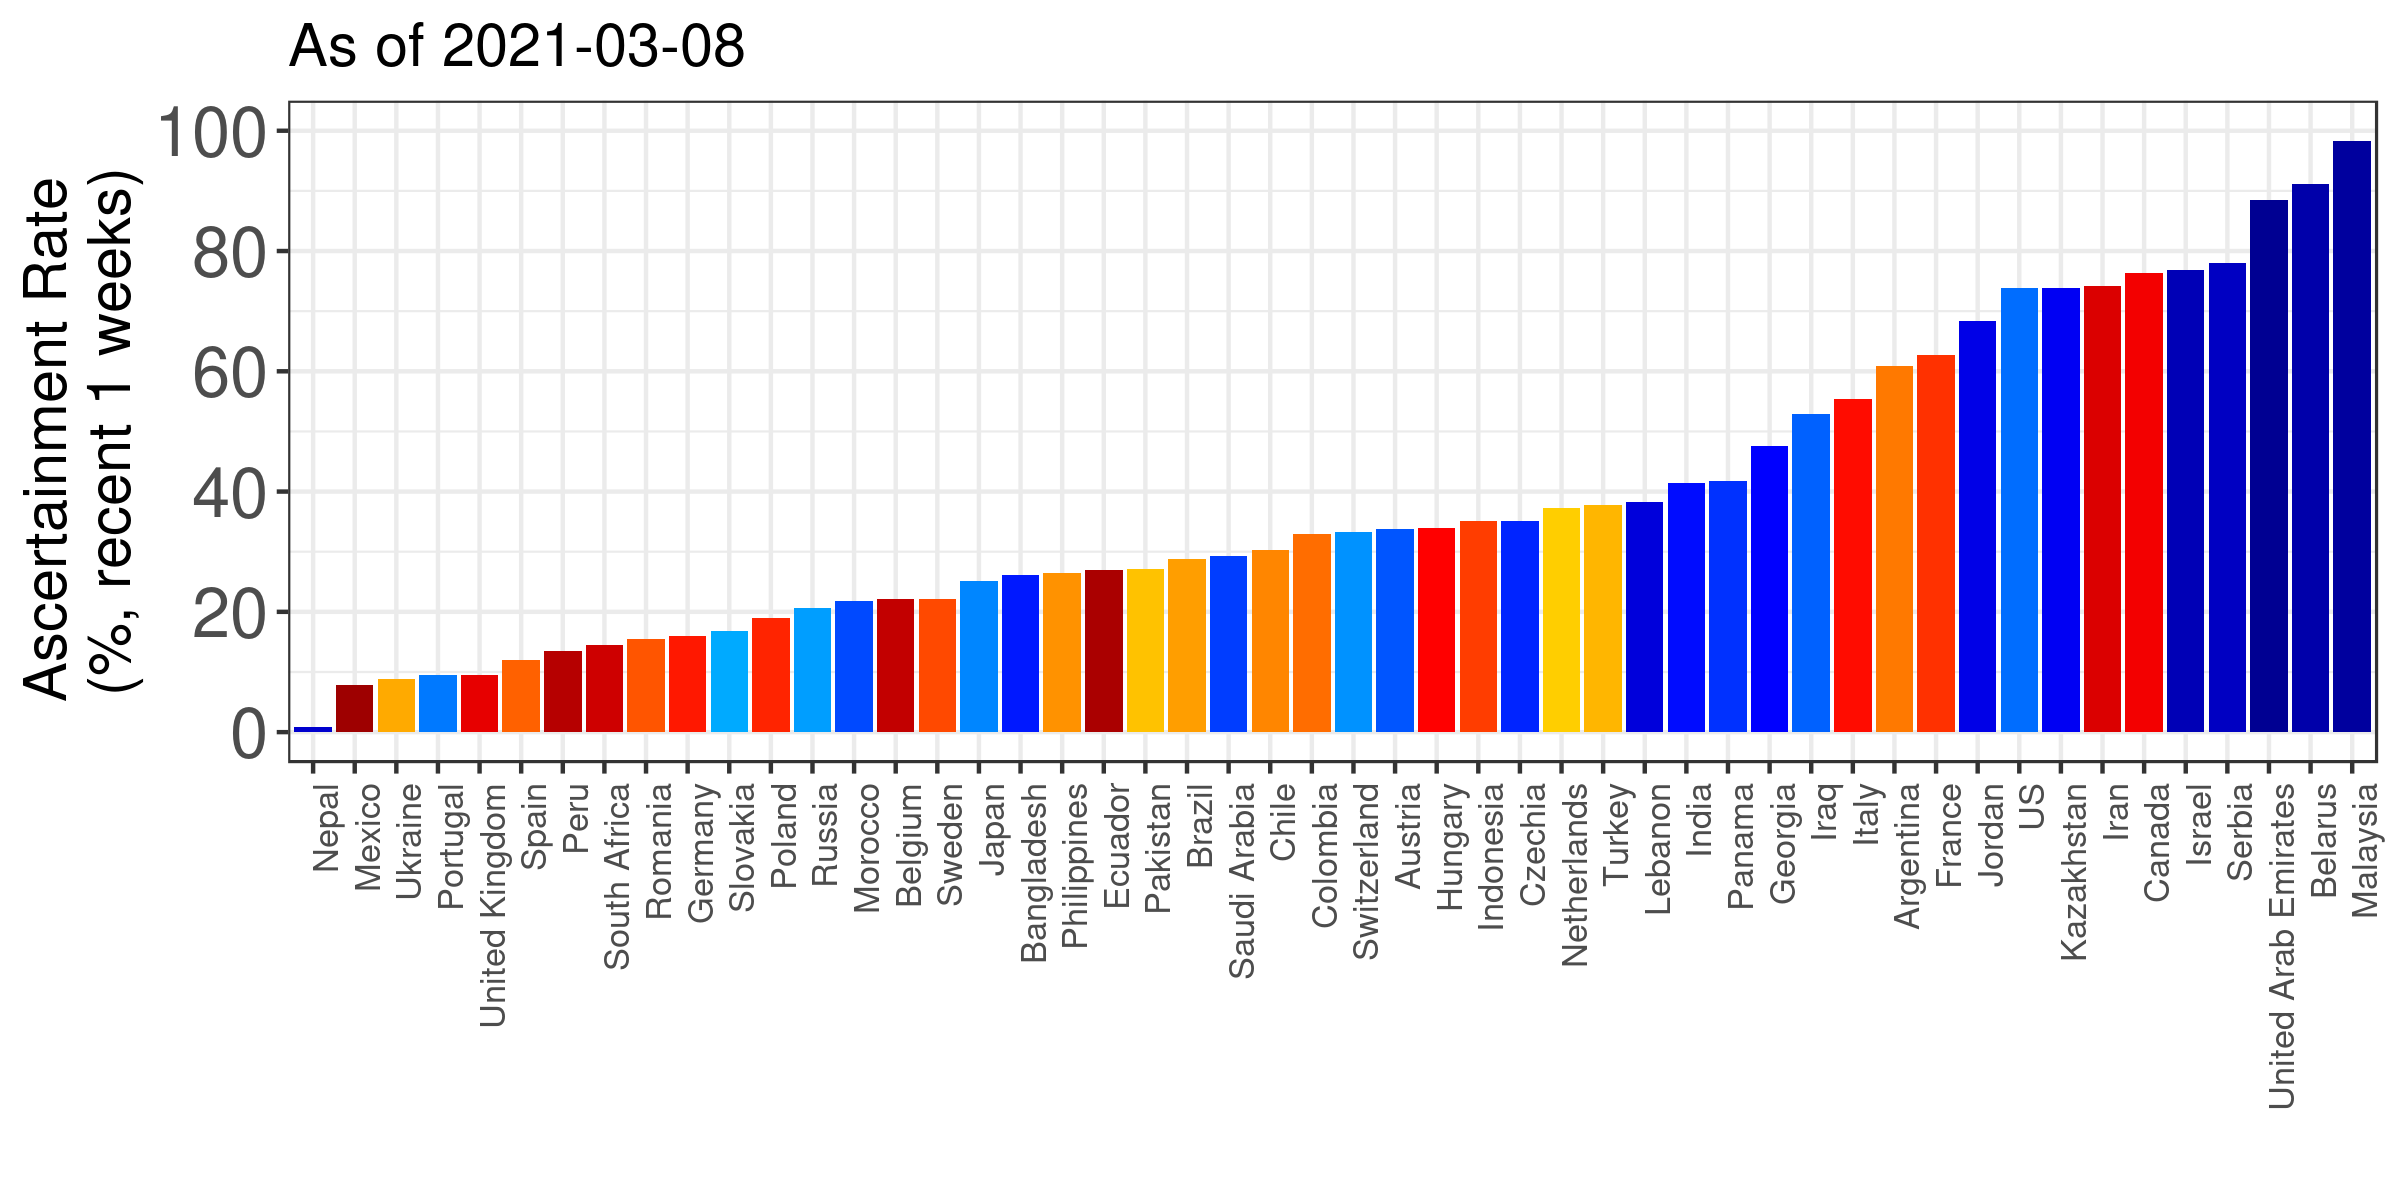 As of 2021-03-08
Ascertainment Rate
(%, recent 1 weeks)
100
80
60
40
20
0
Nepal
Mexico
Ukraine
Portugal
United Kingdom
Spain
Peru
South Africa
Romania
Germany
Slovakia
Poland
Russia
Morocco
Belgium
Sweden
Japan
Bangladesh
Philippines
Ecuador
Pakistan
Brazil
Saudi Arabia
Chile
Colombia
Switzerland
Austria
Hungary
Indonesia
Czechia
Netherlands
Turkey
Lebanon
India
Panama
Georgia
Iraq
Italy
Argentina
France
Jordan
US
Kazakhstan
Iran
Canada
Israel
Serbia
United Arab Emirates
Belarus
Malaysia